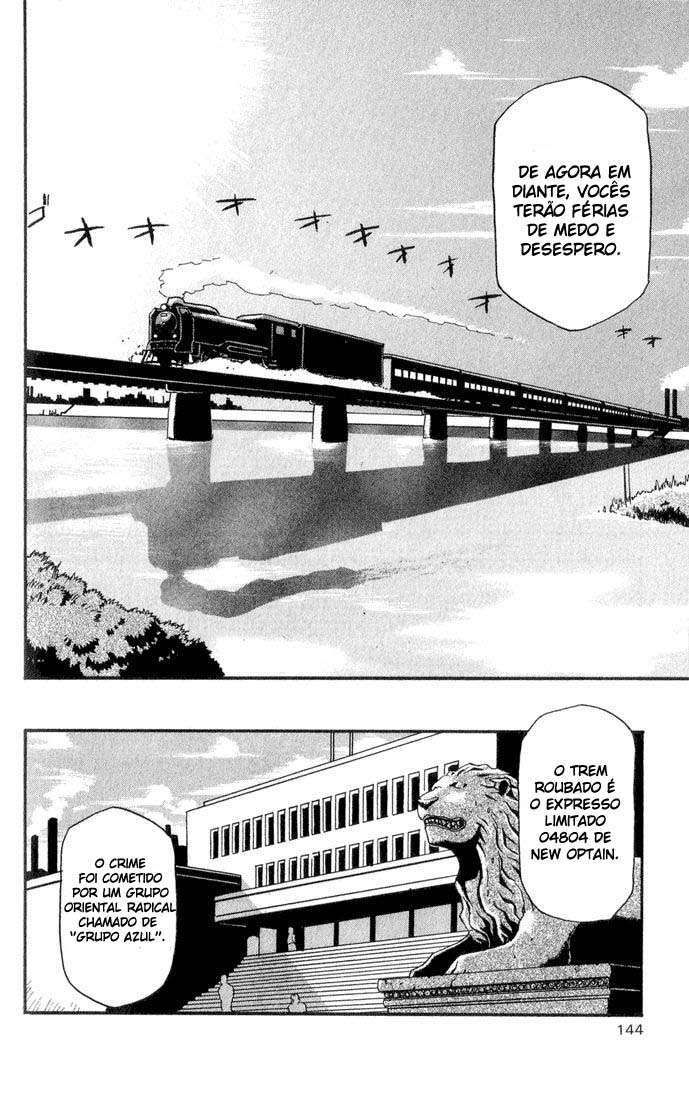 DE AGORA EM
DIANTE, VOCÊS
TERÃO FÉRIAS
DE MEDO E
DESESPERO.
O TREM
ROUBADO É
O EXPRESSO
LIMITADO
04804 DE
NEW OPTAIN.
O CRIME
FOI COMETIDO
POR UM GRUPO
ORIENTAL RADICAL
CHAMADO DE
“GRUPO AZUL”.
144